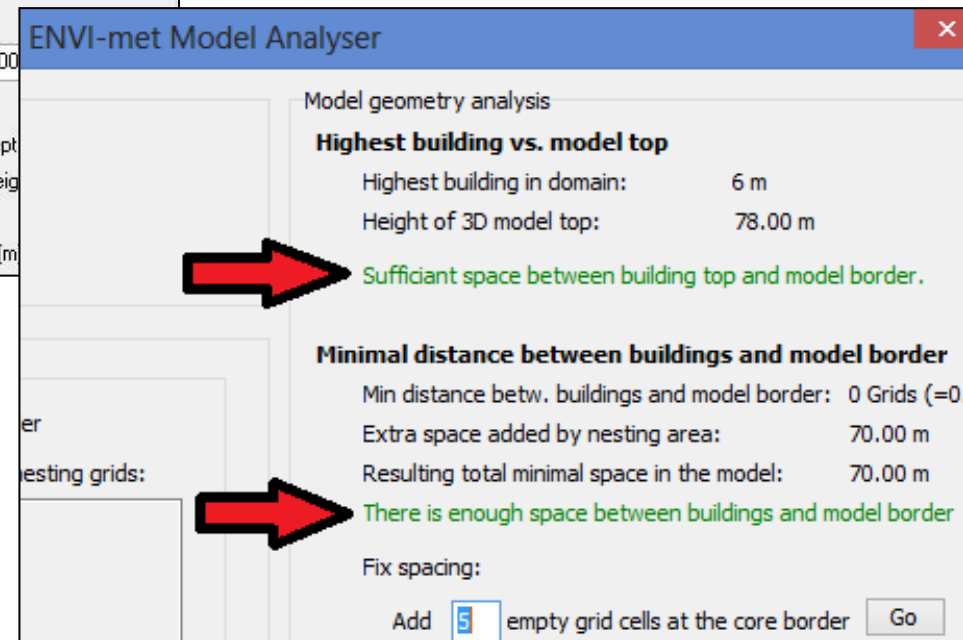 ENVI-met Model Analyser
Model geometry analysis
Highest building vs. model top
Highest building in domain: 6 m
Height of 3D model top: 78.00 m
Sufficiant space between building top and model border.
Minimal distance between buildings and model border
Min distance betw. buildings and model border: 0 Grids (=0.
Extra space added by nesting area: 70.00 m
er
Resulting total minimal space in the model: 70.00 m
nesting grids:
There is enough space between buildings and model border
Fix spacing:
Add 5 empty grid cells at the core border Go